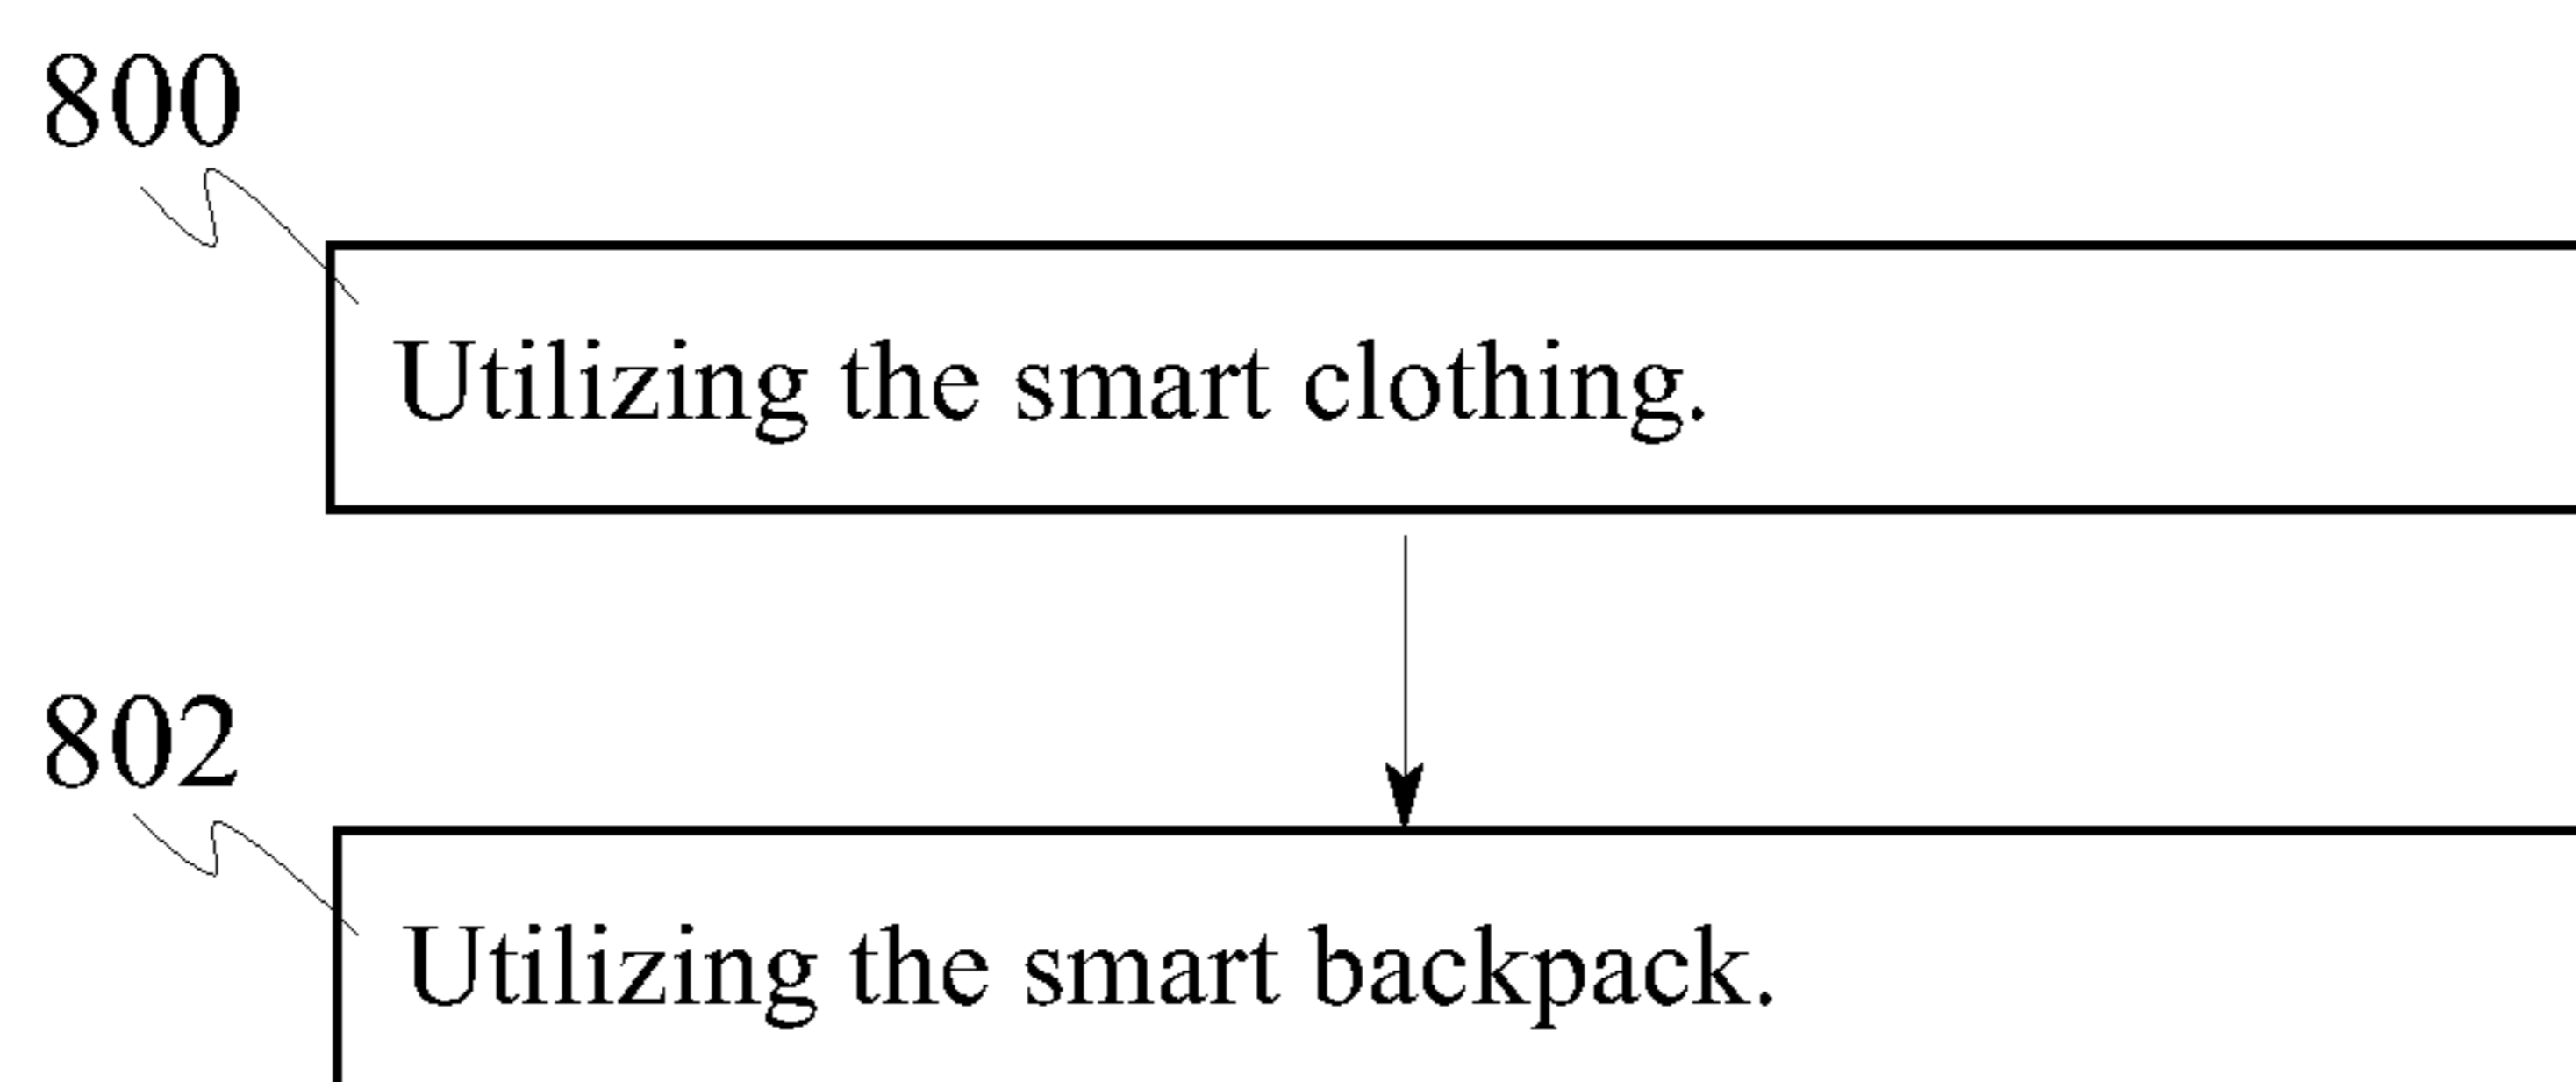 800
Utilizing the smart clothing.
802
Utilizing the smart backpack.